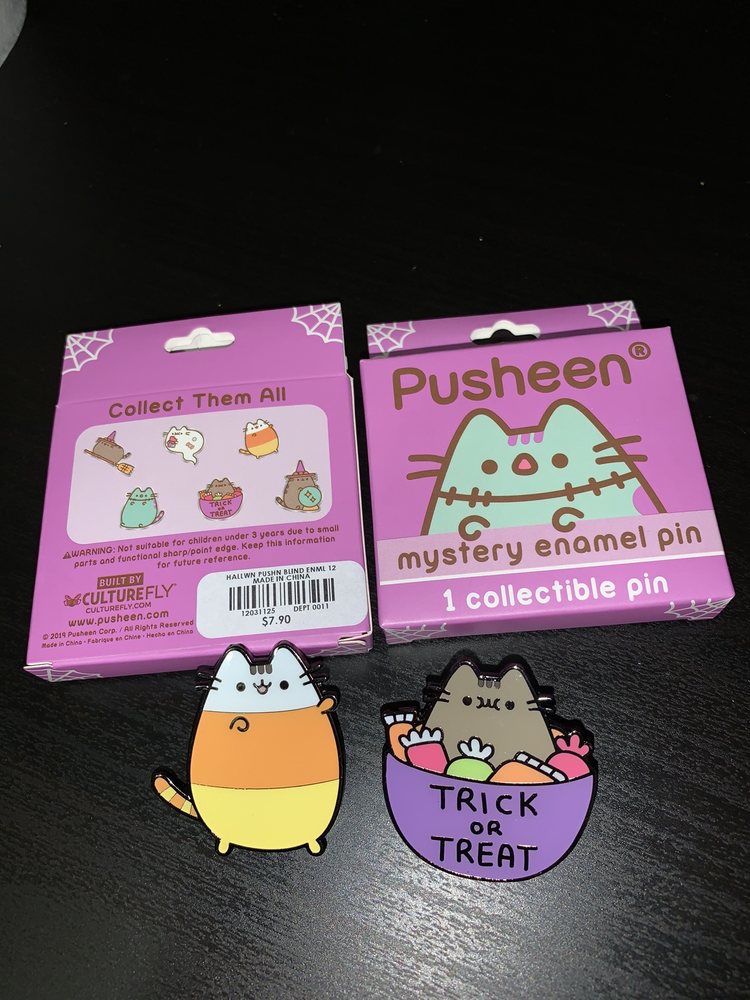 Collect Them All
TRICK
OR
TREAT
⚠WARNING: Not suitable for children under 3 years due to small
parts and functional sharp/point edge. Keep this information
for future reference.
BUILT BY
CULTUREFLY
CULTUREFLY.COM
www.pusheen.com
© 2019 Pusheen Corp. / All Rights Reserved
Made in China • Fabriqué en Chine • Hecho en China
HALLWN PUSHN BLIND ENML 12
MADE IN CHINA
12031125 DEPT 0011
$7.90
Pusheen®
mystery enamel pin
1 collectible pin
TRICK
OR
TREAT